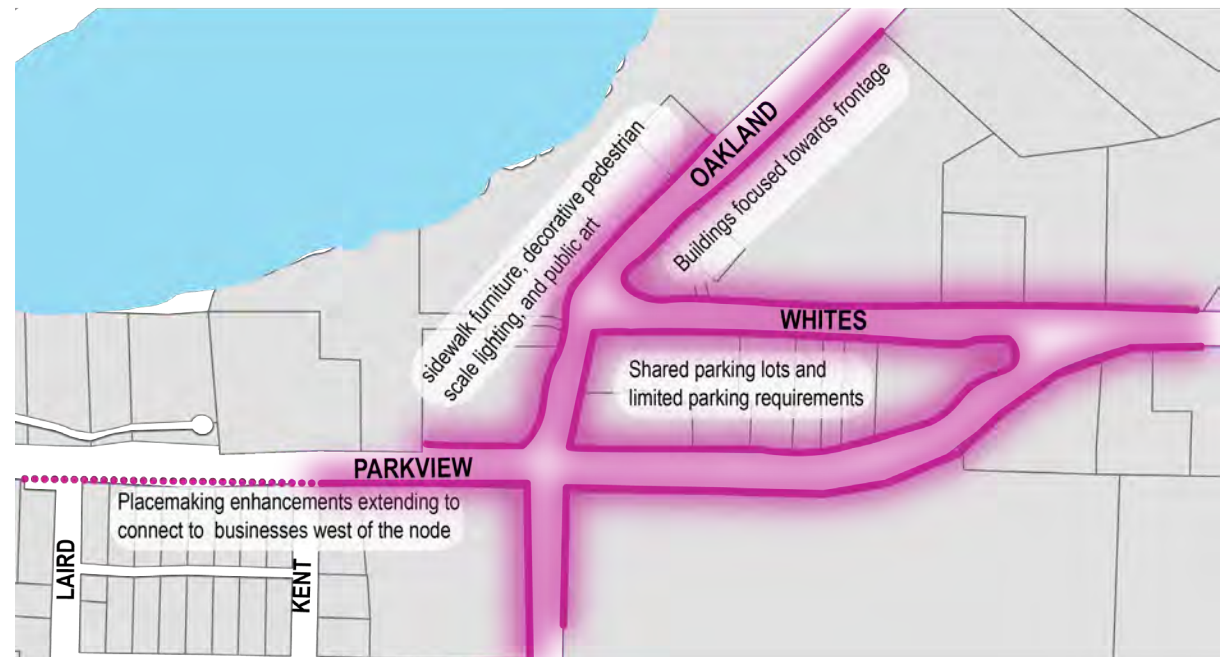 OAKLAND
sidewalk furniture, decorative pedestrian
scale lighting, and public art
Buildings focused towards frontage
WHITES
Shared parking lots and
limited parking requirements
PARKVIEW
Placemaking enhancements extending to
connect to businesses west of the node
LAIRD
KENT